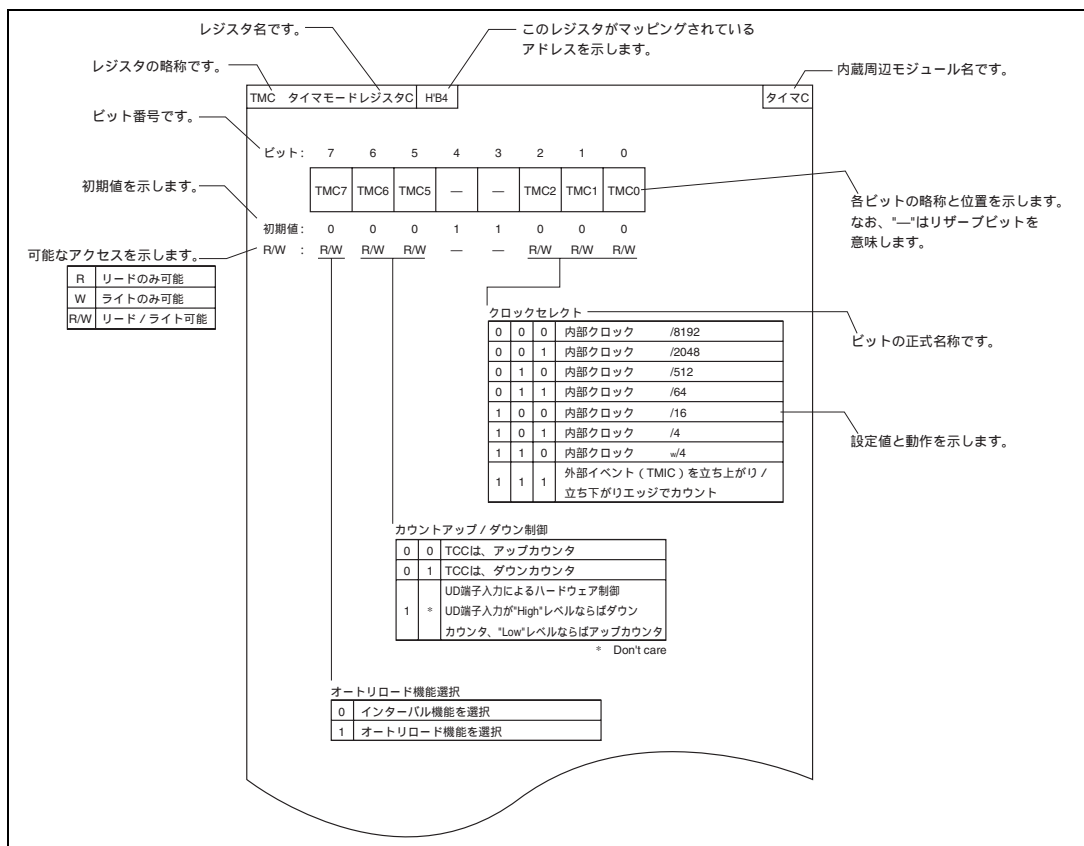 レジスタ名です。
このレジスタがマッピングされている
アドレスを示します。
レジスタの略称です。
内蔵周辺モジュール名です。
TMC タイマモードレジスタC H'B4 タイマC
ビット番号です。
ビット: 7 6 5 4 3 2 1 0
初期値を示します。
TMC7 TMC6 TMC5 — — TMC2 TMC1 TMC0
各ビットの略称と位置を示します。
なお、"—"はリザーブビットを
意味します。
初期値: 0 0 0 1 1 0 0 0
R/W : R/W R/W R/W — — R/W R/W R/W
可能なアクセスを示します。
R リードのみ可能
W ライトのみ可能
R/W リード/ライト可能
クロックセレクト
ビットの正式名称です。
0 0 0 内部クロック /8192
0 0 1 内部クロック /2048
0 1 0 内部クロック /512
0 1 1 内部クロック /64
1 0 0 内部クロック /16
1 0 1 内部クロック /4
1 1 0 内部クロック w/4
1 1 1 外部イベント(TMIC)を立ち上がり/
立ち下がりエッジでカウント
設定値と動作を示します。
カウントアップ/ダウン制御
0 0 TCCは、アップカウンタ
0 1 TCCは、ダウンカウンタ
1 * UD端子入力によるハードウェア制御
UD端子入力が"High"レベルならばダウン
カウンタ、"Low"レベルならばアップカウンタ
* Don't care
オートリロード機能選択
0 インターバル機能を選択
1 オートリロード機能を選択